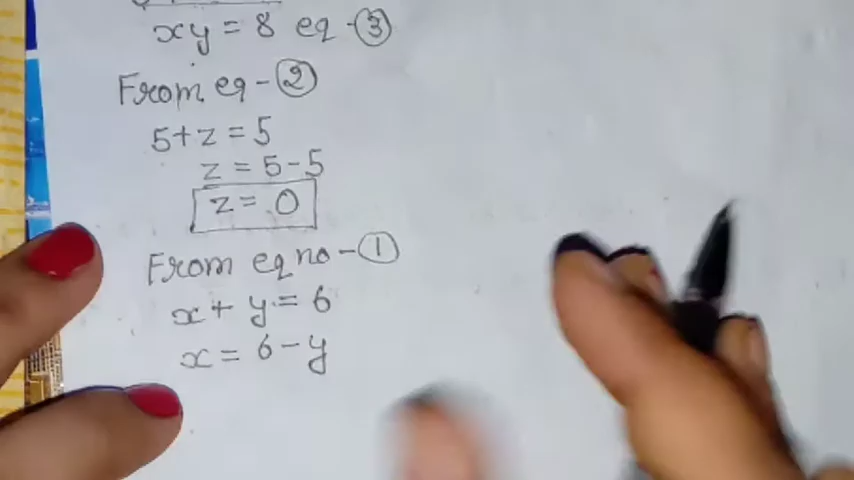 xy = 8 eq - ③
From eq - ②
5 + z = 5
z = 5 - 5
z = 0
From eq no - ①
x + y = 6
x = 6 - y